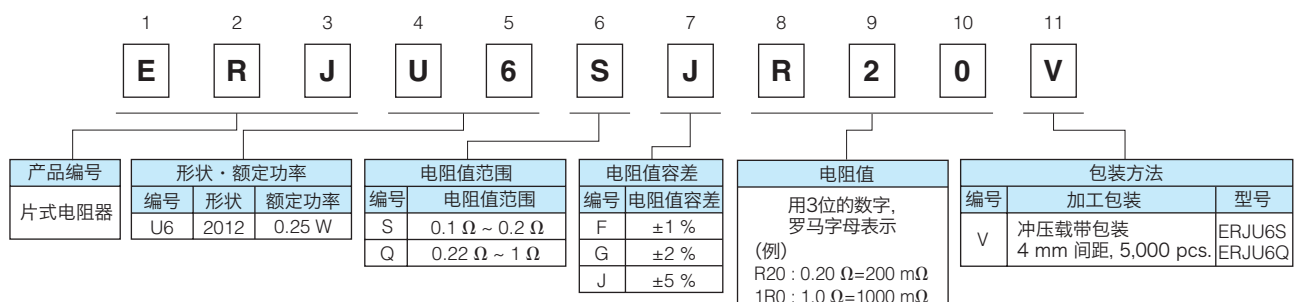 1 2 3 4 5 6 7 8 9 10 11
E R J U 6 S J R 2 0 V
产品编号
片式电阻器
形状・额定功率
编号 形状 额定功率
U6 2012 0.25 W
电阻值范围
编号 电阻值范围
S 0.1 Ω ~ 0.2 Ω
Q 0.22 Ω ~ 1 Ω
电阻值容差
编号 电阻值容差
F ±1 %
G ±2 %
J ±5 %
电阻值
用3位的数字,
罗马字母表示
(例)
R20 : 0.20 Ω=200 mΩ
1R0 : 1.0 Ω=1000 mΩ
包装方法
编号 加工包装 型号
V 冲压载带包装 ERJU6S
4 mm 间距, 5,000 pcs. ERJU6Q